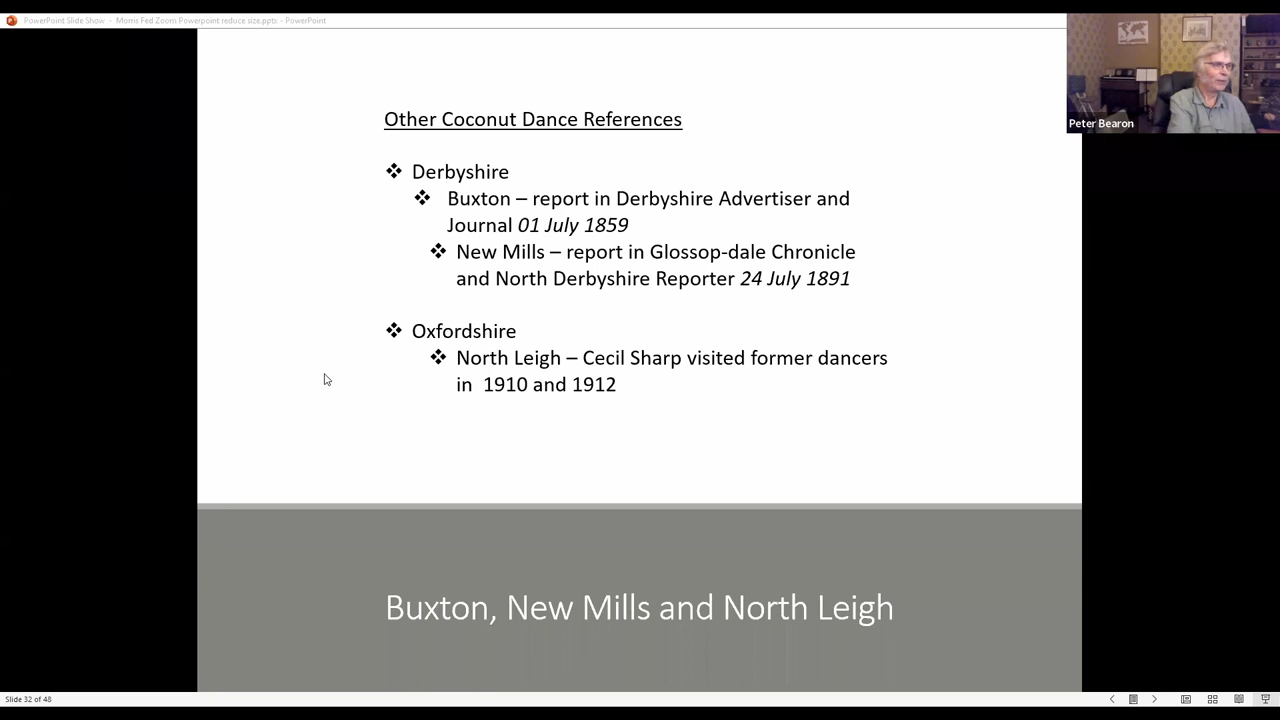 PowerPoint Slide Show - Morris Fed Zoom Powerpoint reduce size.pptx - PowerPoint
Peter Bearon
Other Coconut Dance References
❖ Derbyshire
❖ Buxton – report in Derbyshire Advertiser and
Journal 01 July 1859
❖ New Mills – report in Glossop-dale Chronicle
and North Derbyshire Reporter 24 July 1891
❖ Oxfordshire
❖ North Leigh – Cecil Sharp visited former dancers
in 1910 and 1912
Buxton, New Mills and North Leigh
Slide 32 of 48